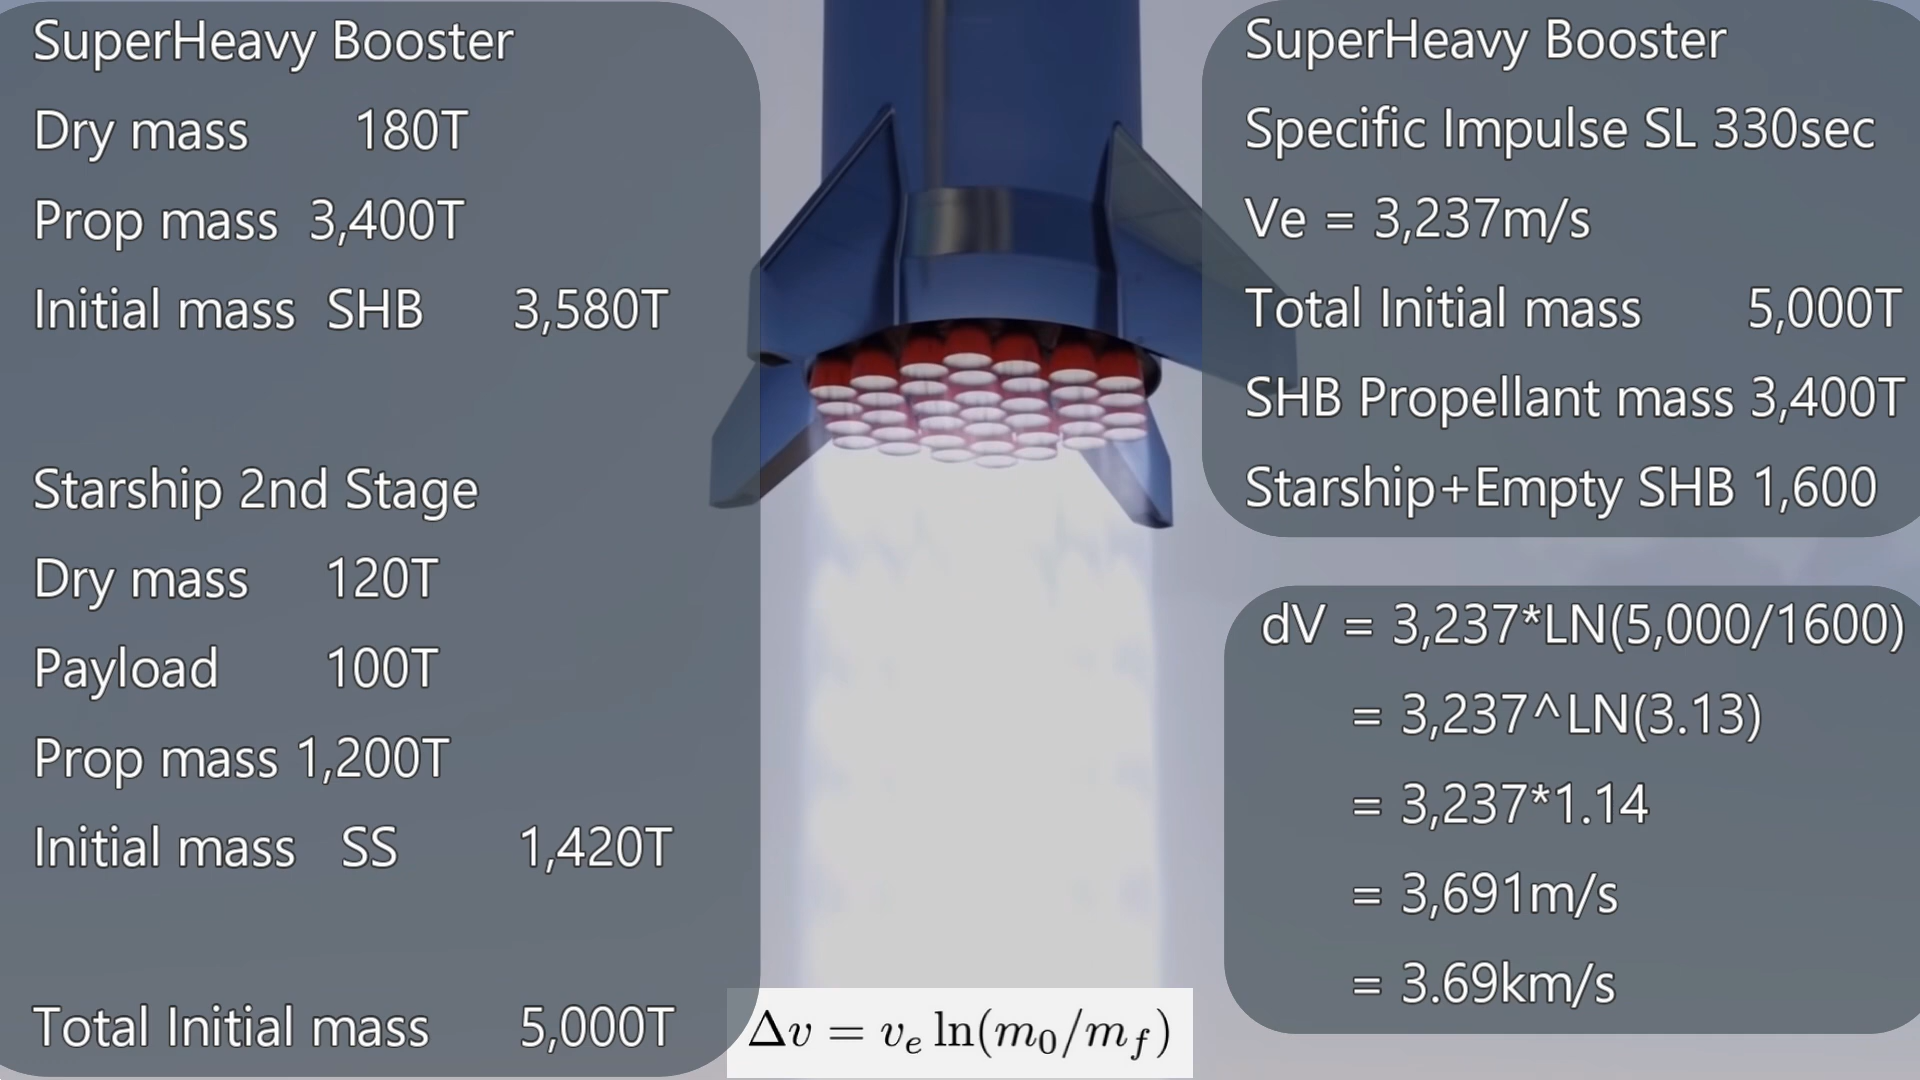 SuperHeavy Booster
Dry mass 180T
Prop mass 3,400T
Initial mass SHB 3,580T
Starship 2nd Stage
Dry mass 120T
Payload 100T
Prop mass 1,200T
Initial mass SS 1,420T
Total Initial mass 5,000T
SuperHeavy Booster
Specific Impulse SL 330sec
Ve = 3,237m/s
Total Initial mass 5,000T
SHB Propellant mass 3,400T
Starship+Empty SHB 1,600
dV = 3,237*LN(5,000/1600)
= 3,237^LN(3.13)
= 3,237*1.14
= 3,691m/s
= 3.69km/s
Δv = v_e ln(m_0/m_f)